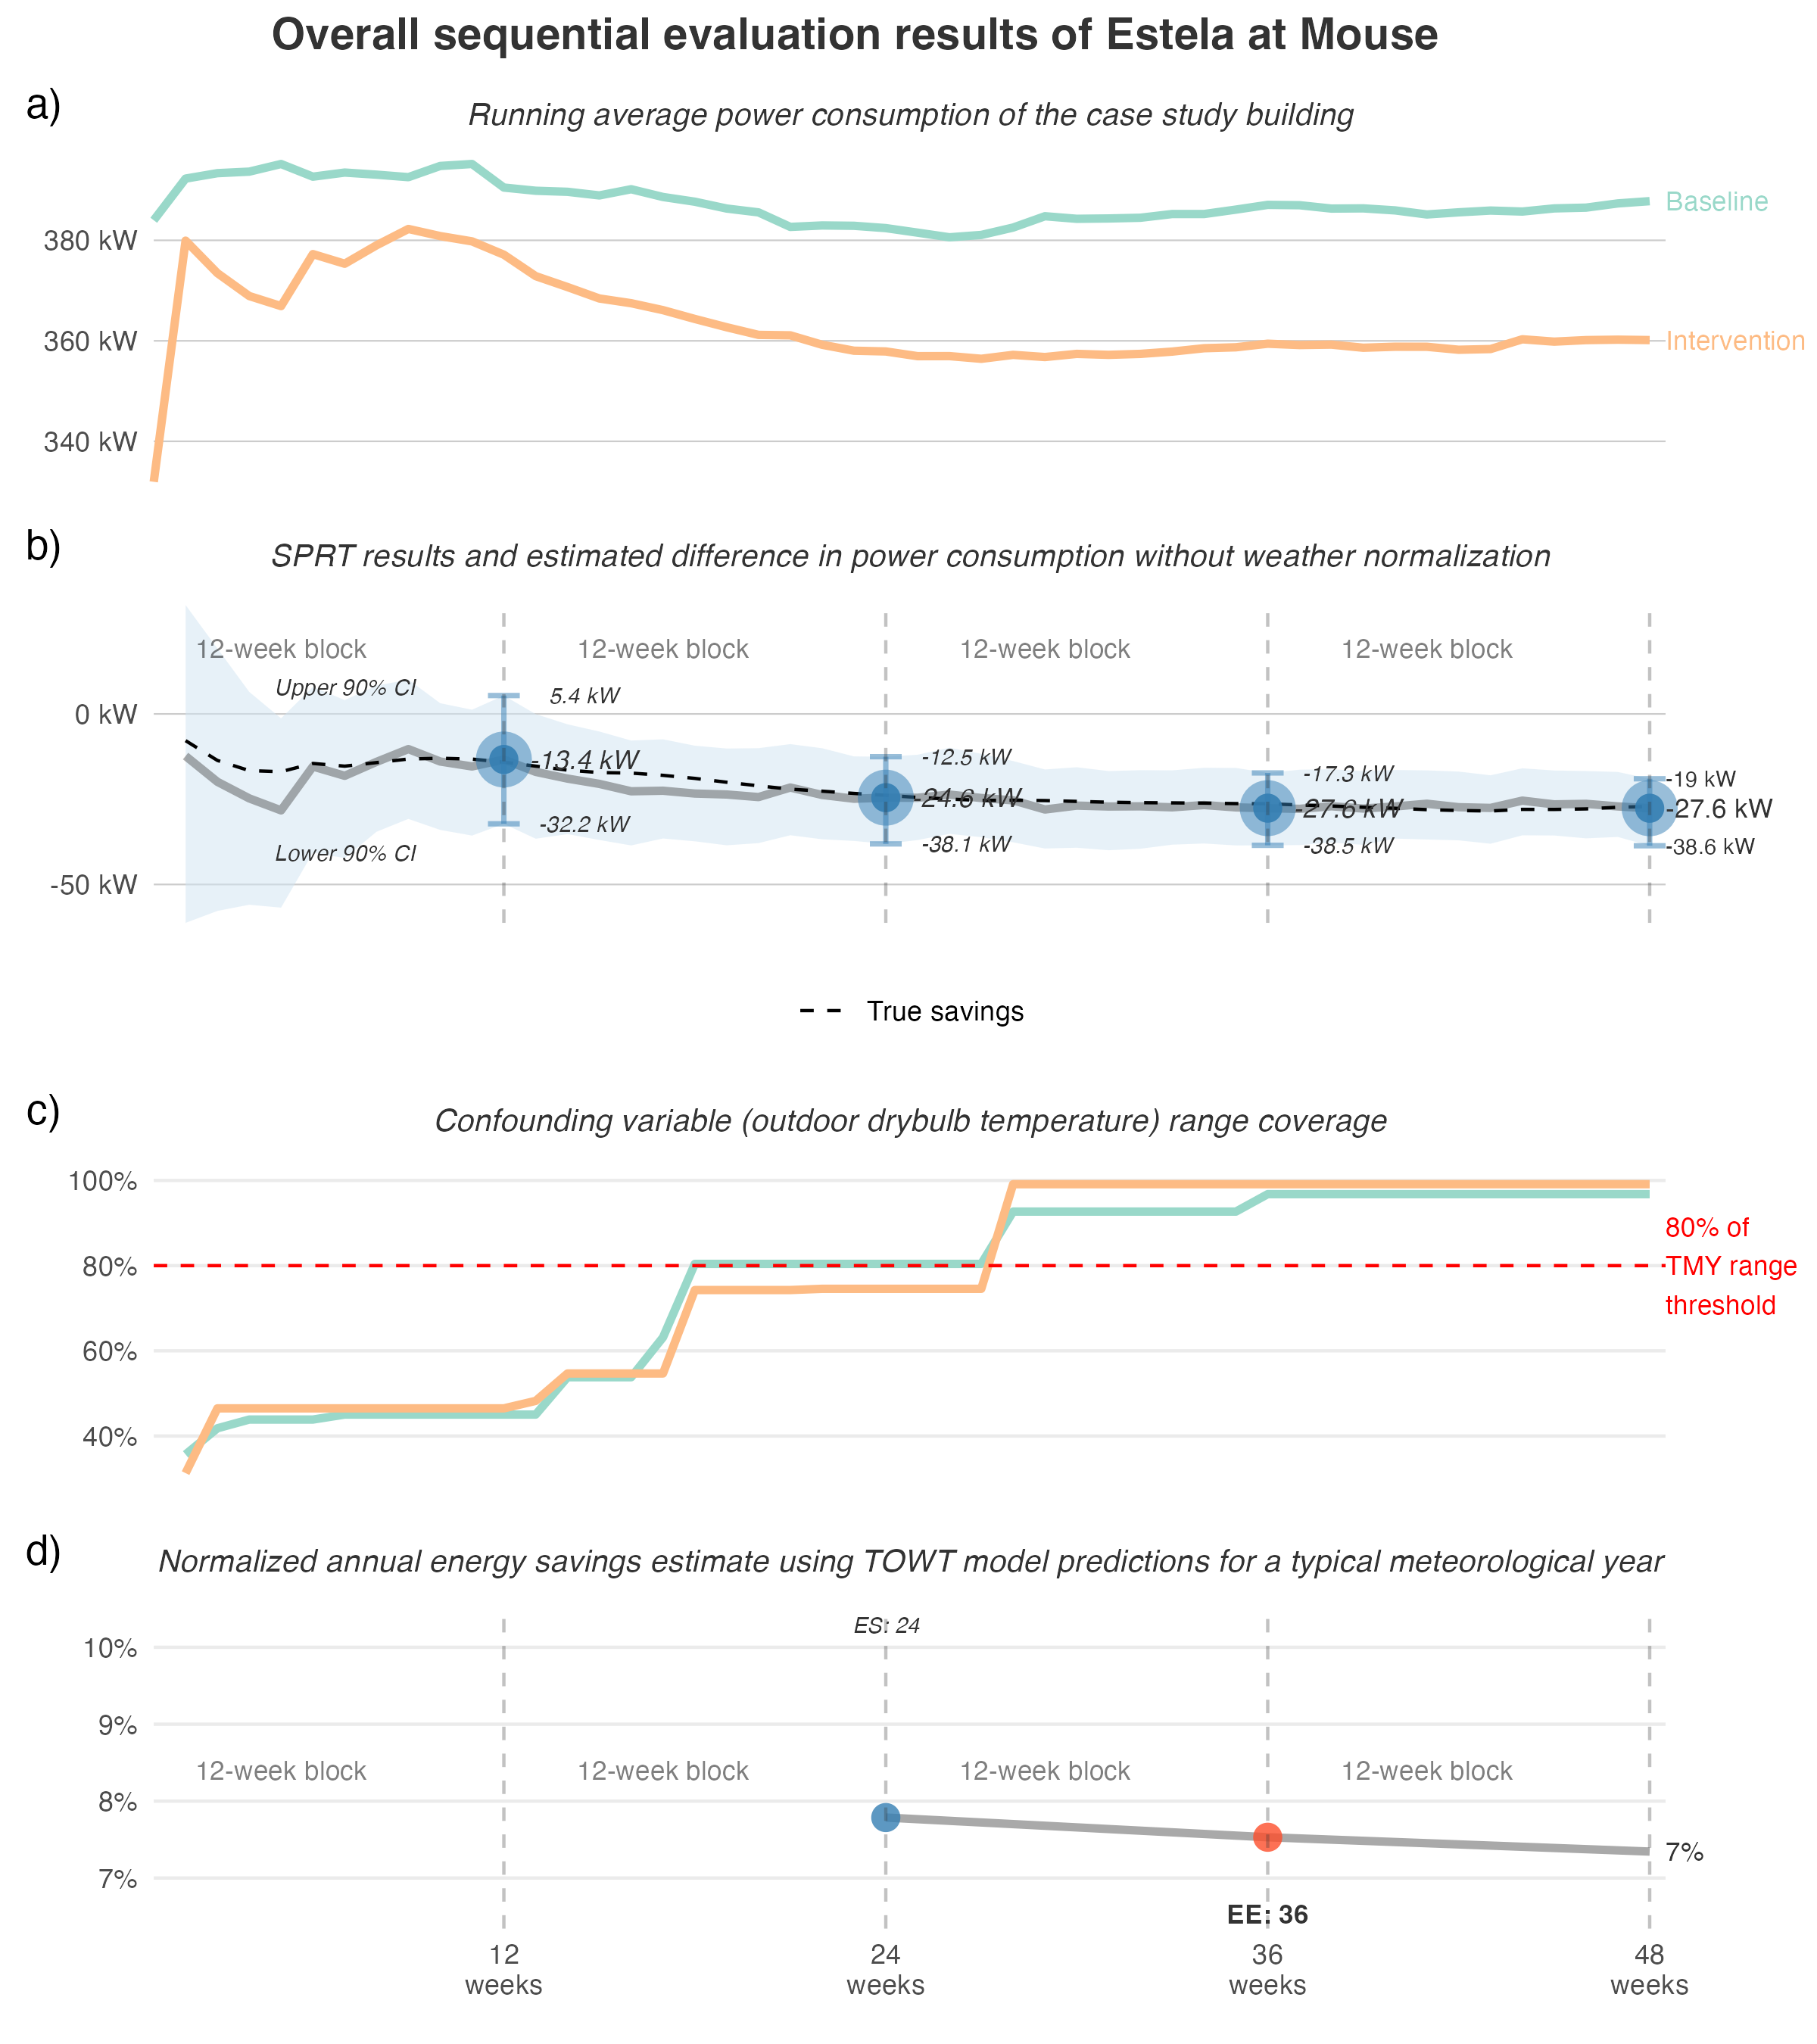 Overall sequential evaluation results of Estela at Mouse
a)
Running average power consumption of the case study building
Baseline
380 kW
360 kW
Intervention
340 kW
b)
SPRT results and estimated difference in power consumption without weather normalization
12-week block
12-week block
12-week block
12-week block
Upper 90% CI
5.4 kW
0 kW
-13.4 kW
-12.5 kW
-17.3 kW
-19 kW
-24.6 kW
-27.6 kW
-27.6 kW
-32.2 kW
Lower 90% CI
-38.1 kW
-38.5 kW
-38.6 kW
-50 kW
True savings
c)
Confounding variable (outdoor drybulb temperature) range coverage
100%
80%
60%
40%
80% of
TMY range
threshold
d)
Normalized annual energy savings estimate using TOWT model predictions for a typical meteorological year
ES: 24
10%
9%
12-week block
12-week block
12-week block
12-week block
8%
7%
7%
EE: 36
12
weeks
24
weeks
36
weeks
48
weeks